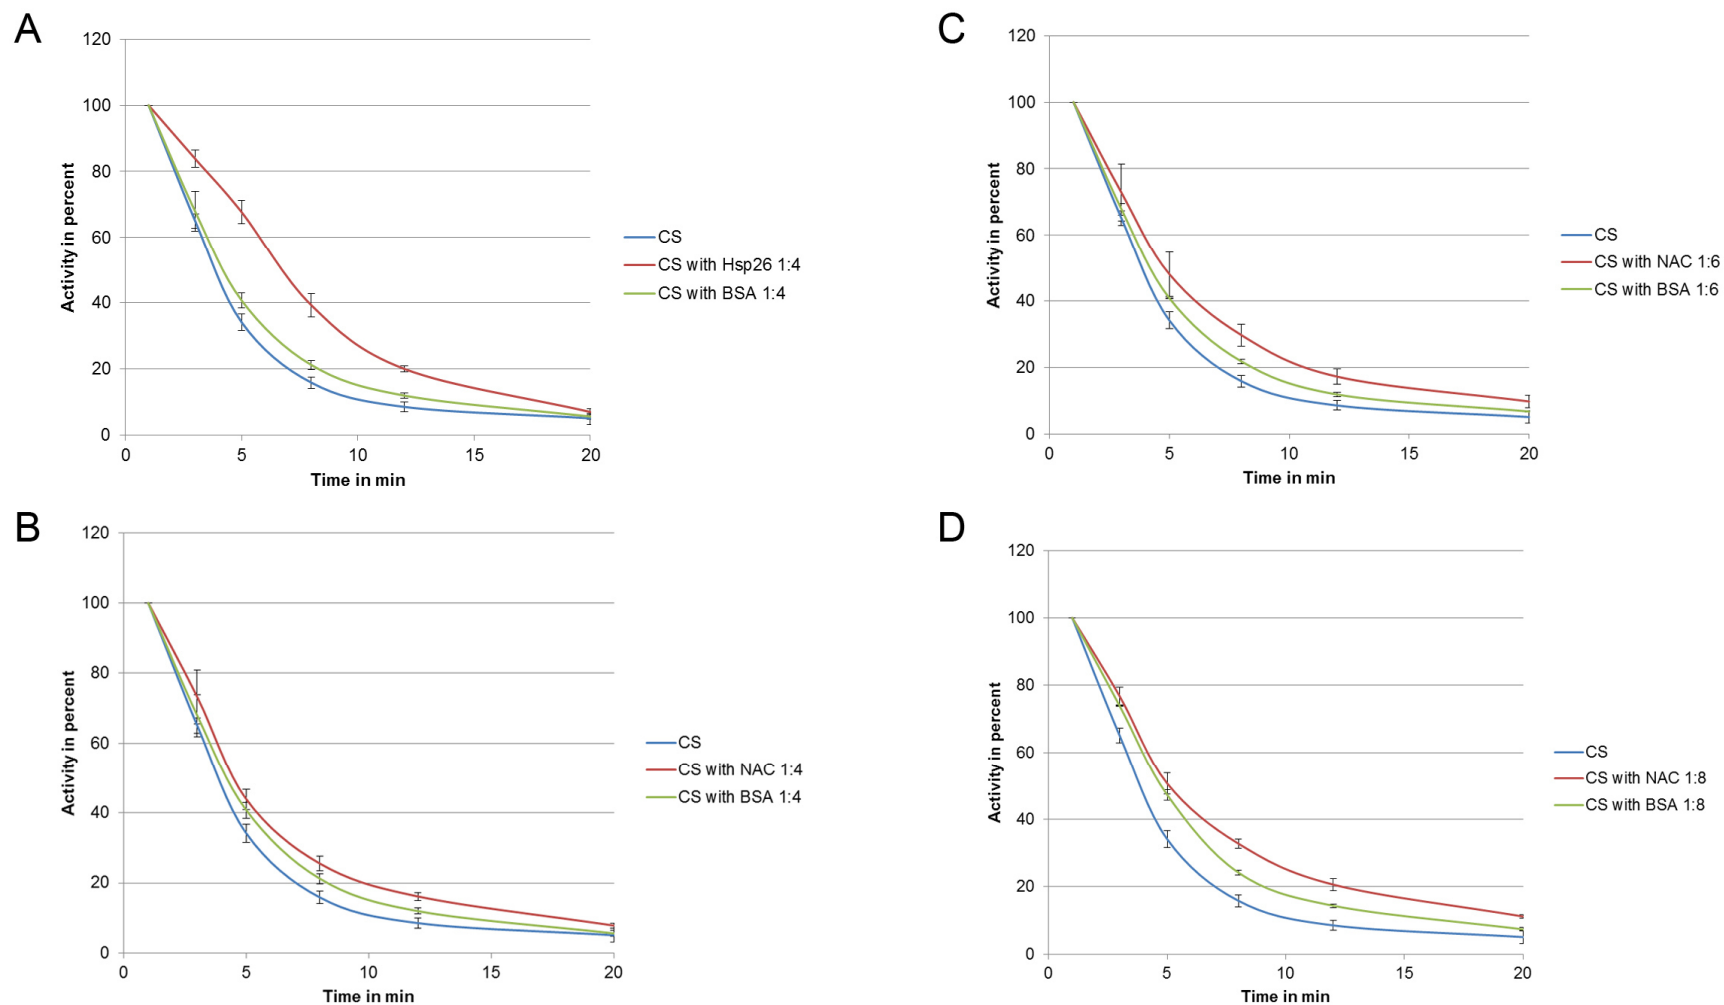 A
120
100
80
60
40
20
0
0 5 10 15 20
Activity in percent
Time in min
CS
CS with Hsp26 1:4
CS with BSA 1:4
B
120
100
80
60
40
20
0
0 5 10 15 20
Activity in percent
Time in min
CS
CS with NAC 1:4
CS with BSA 1:4
C
120
100
80
60
40
20
0
0 5 10 15 20
Activity in percent
Time in min
CS
CS with NAC 1:6
CS with BSA 1:6
D
120
100
80
60
40
20
0
0 5 10 15 20
Activity in percent
Time in min
CS
CS with NAC 1:8
CS with BSA 1:8